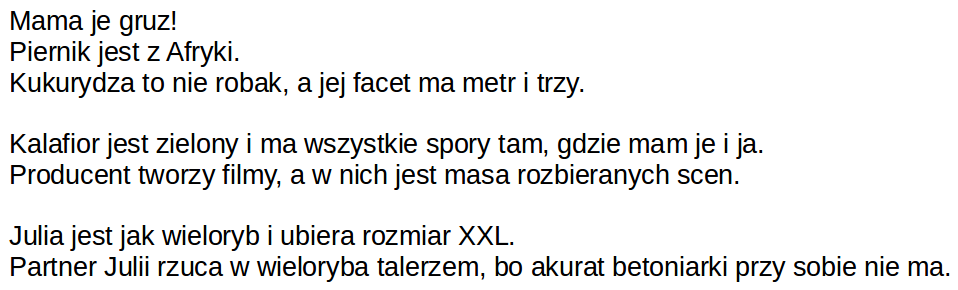 Mama je gruz!
Piernik jest z Afryki.
Kukurydza to nie robak, a jej facet ma metr i trzy.
Kalafior jest zielony i ma wszystkie spory tam, gdzie mam je i ja.
Producent tworzy filmy, a w nich jest masa rozbieranych scen.
Julia jest jak wieloryb i ubiera rozmiar XXL.
Partner Julii rzuca w wieloryba talerzem, bo akurat betoniarki przy sobie nie ma.